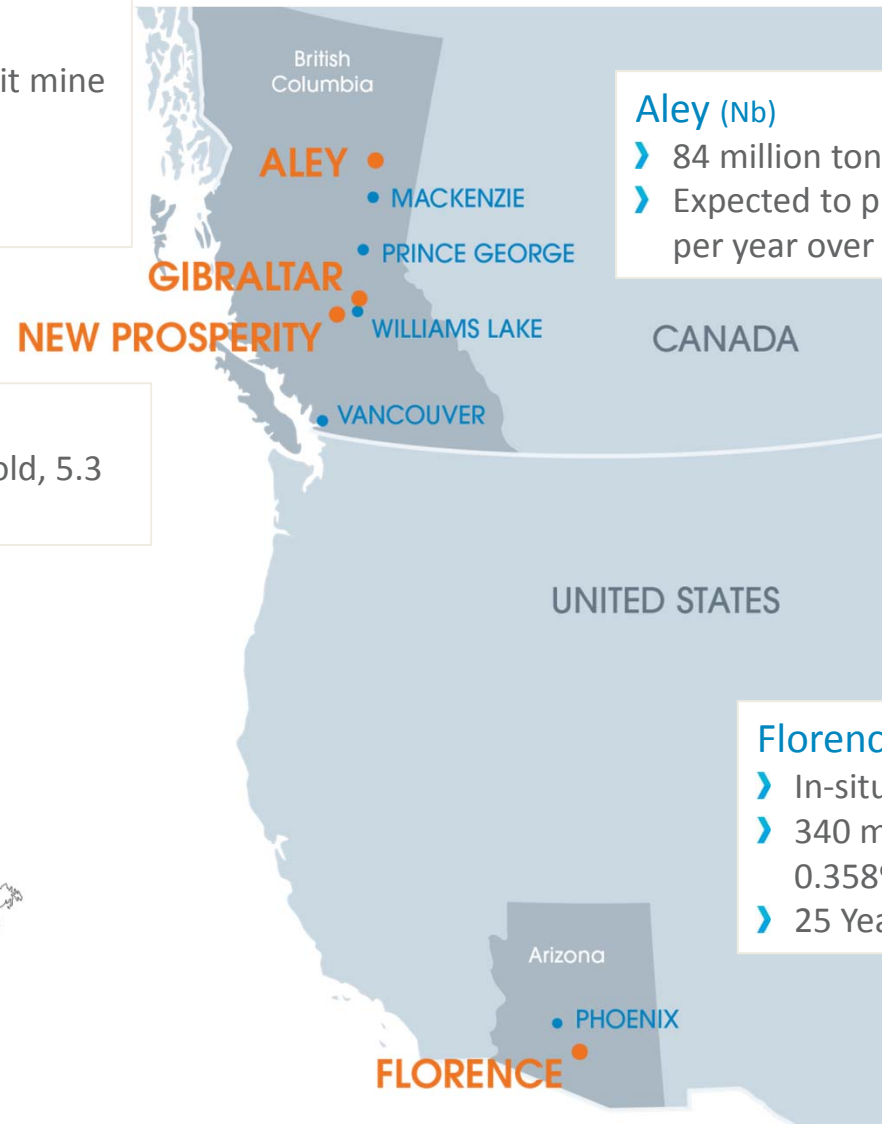 it mine
British
Columbia
Aley (Nb)
84 million ton
Expected to p
per year over
ALEY
MACKENZIE
PRINCE GEORGE
GIBRALTAR
NEW PROSPERITY
WILLIAMS LAKE
CANADA
VANCOUVER
old, 5.3
UNITED STATES
Florenc
In-situ
340 m
0.358%
25 Yea
Arizona
PHOENIX
FLORENCE